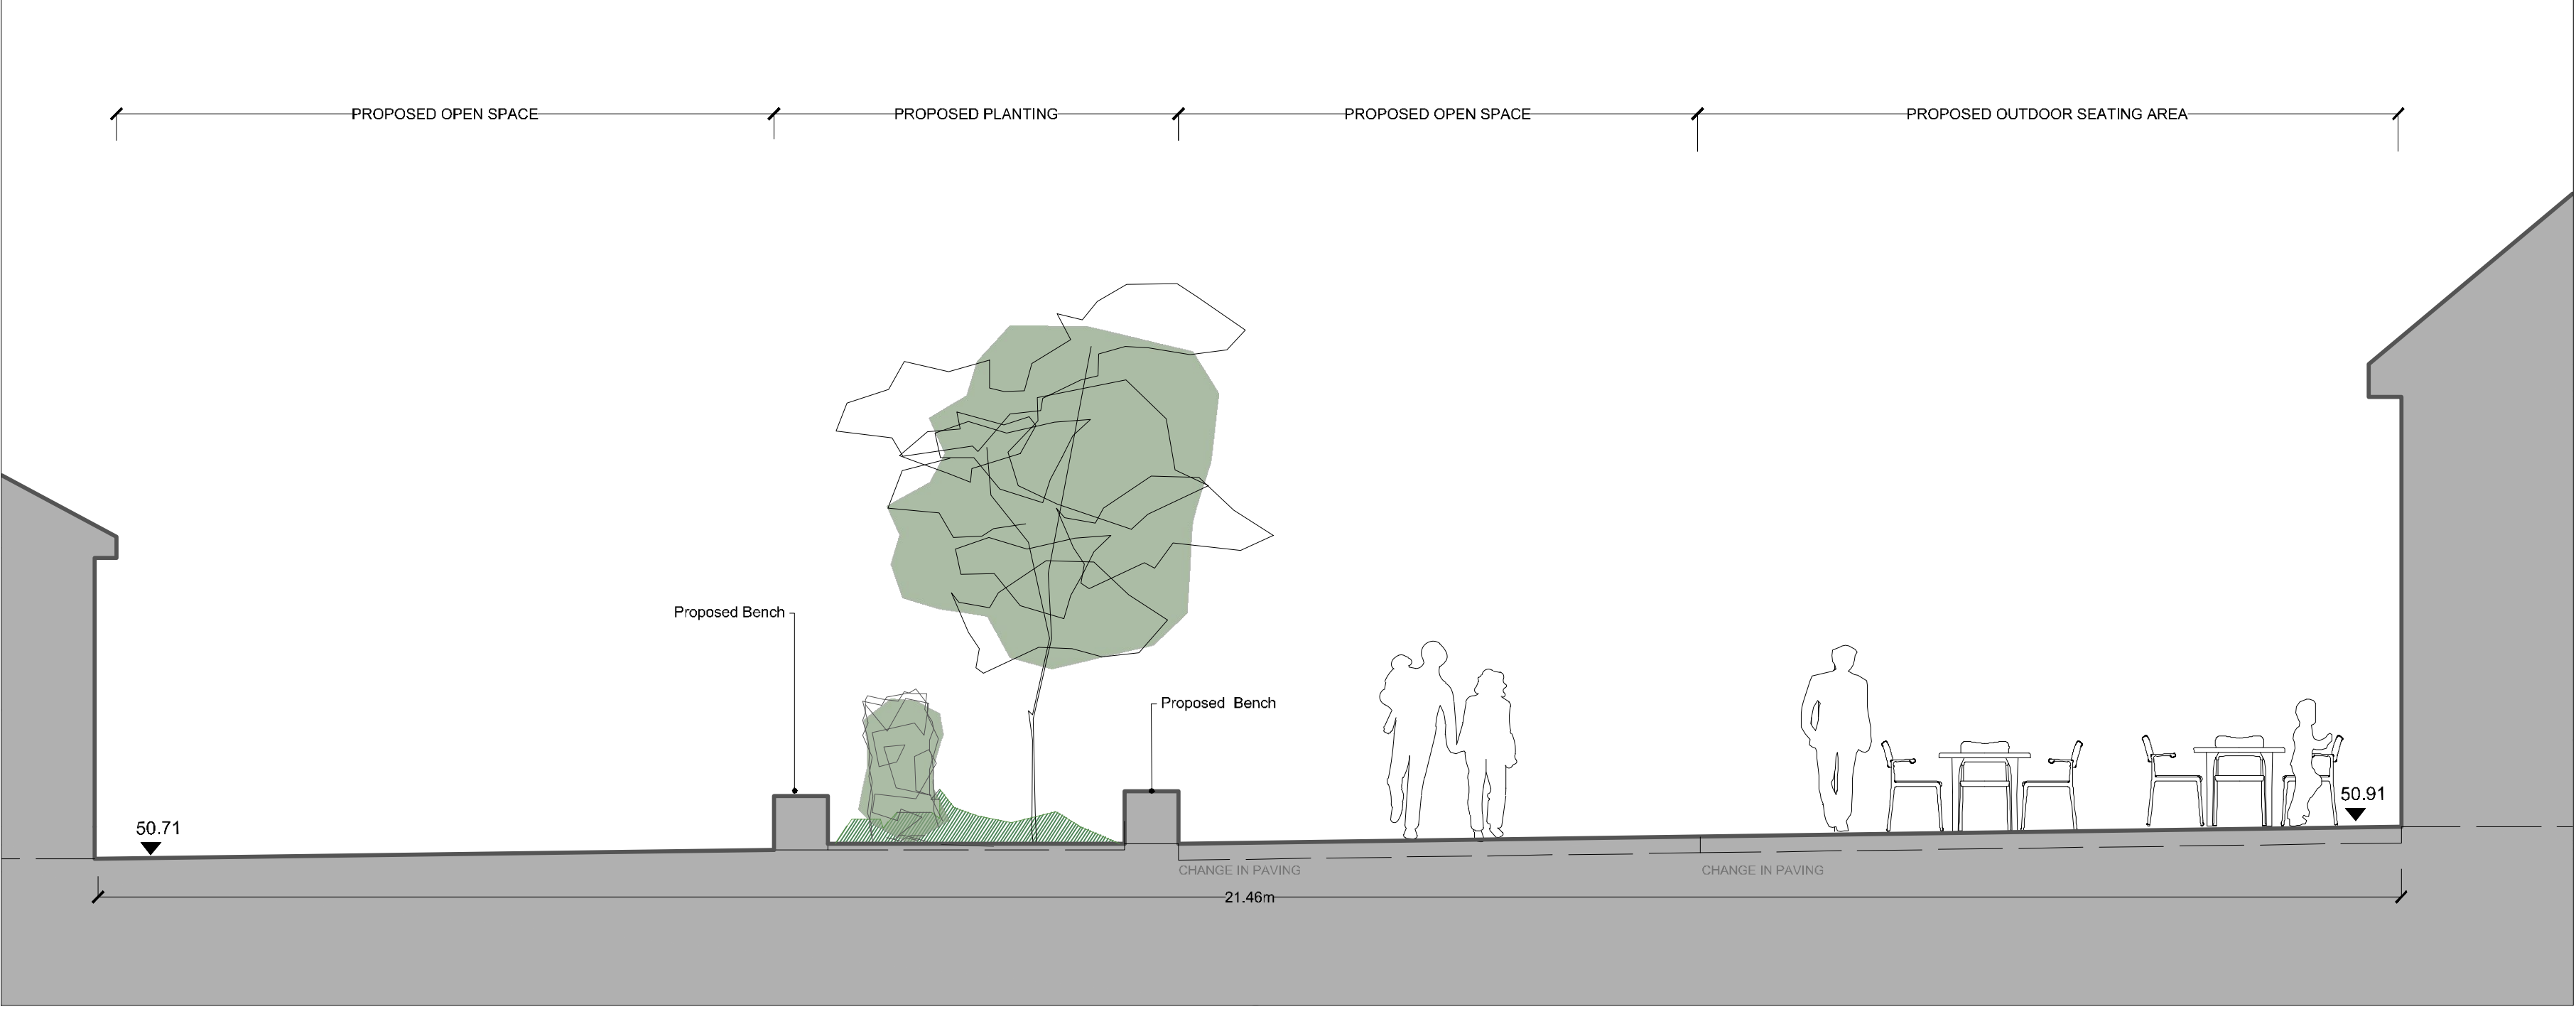 PROPOSED OPEN SPACE
PROPOSED PLANTING
PROPOSED OPEN SPACE
PROPOSED OUTDOOR SEATING AREA
Proposed Bench
Proposed Bench
50.71
50.91
CHANGE IN PAVING
CHANGE IN PAVING
21.46m